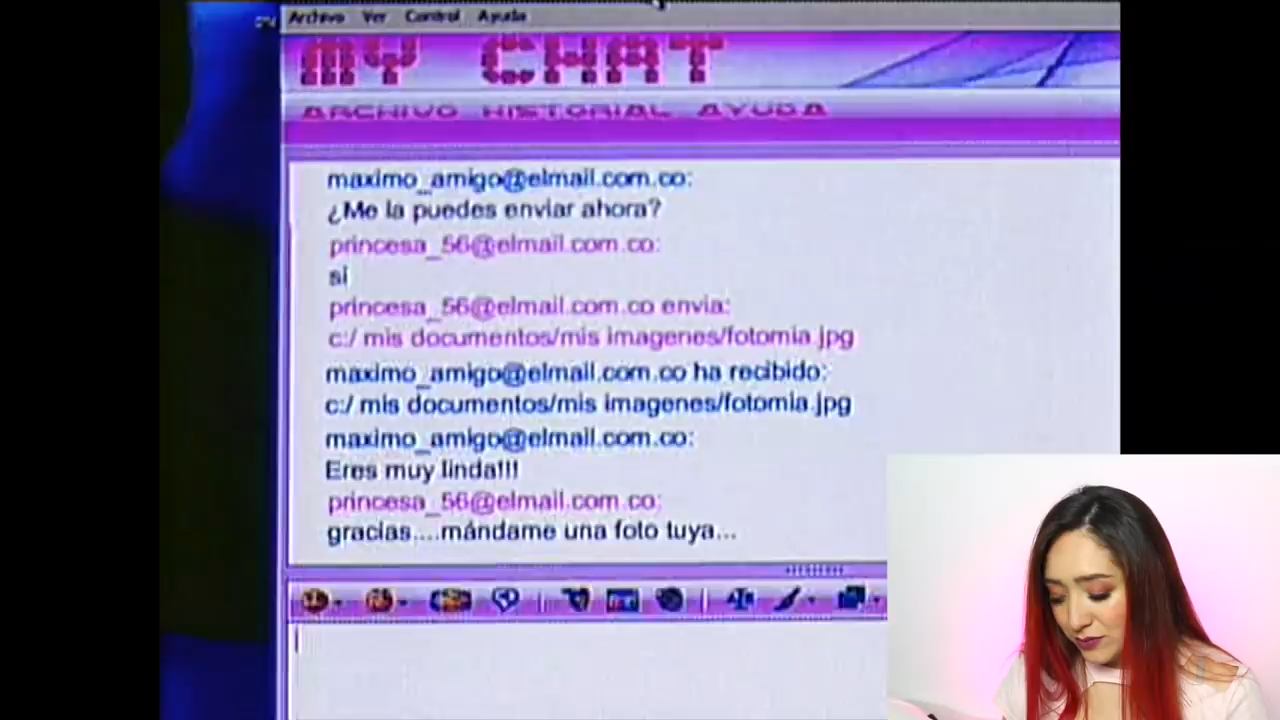 Archivo Ver Control Ayuda
MY CHAT
ARCHIVO HISTORIAL AYUDA
maximo_amigo@elmail.com.co:
¿Me la puedes enviar ahora?
princesa_56@elmail.com.co:
si
princesa_56@elmail.com.co envia:
c:/ mis documentos/mis imagenes/fotomia.jpg
maximo_amigo@elmail.com.co ha recibido:
c:/ mis documentos/mis imagenes/fotomia.jpg
maximo_amigo@elmail.com.co:
Eres muy linda!!!
princesa_56@elmail.com.co:
gracias....mándame una foto tuya...